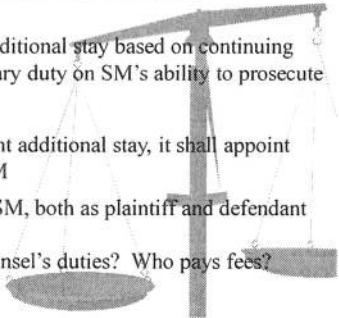 ditional stay based on continuing
ary duty on SM's ability to prosecute
nt additional stay, it shall appoint
M
SM, both as plaintiff and defendant
nsel's duties? Who pays fees?